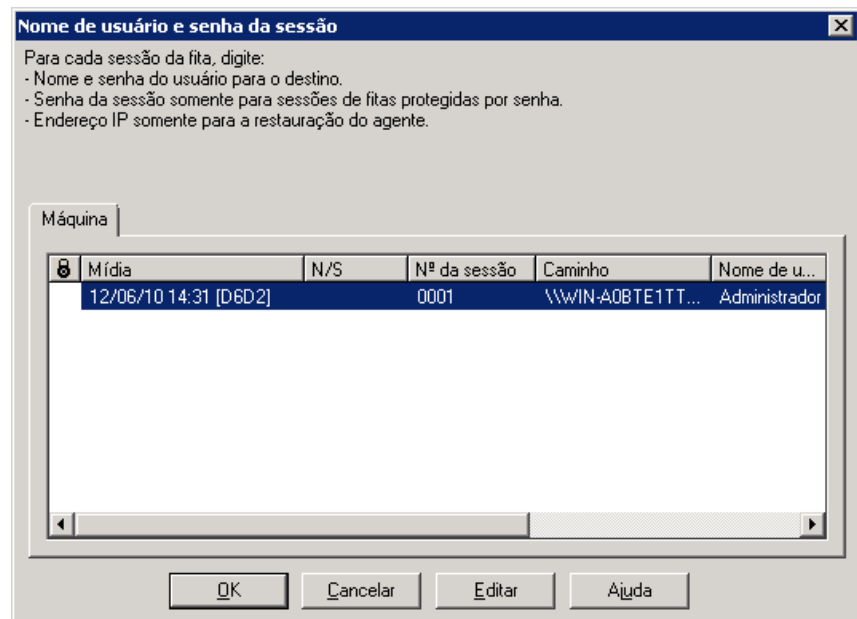 Nome de usuário e senha da sessão
Para cada sessão da fita, digite:
- Nome e senha do usuário para o destino.
- Senha da sessão somente para sessões de fitas protegidas por senha.
- Endereço IP somente para a restauração do agente.
Máquina
Mídia N/S Nº da sessão Caminho Nome de u...
12/06/10 14:31 [D6D2] 0001 \\WIN-A0BTE1TT... Administrador
OK Cancelar Editar Ajuda